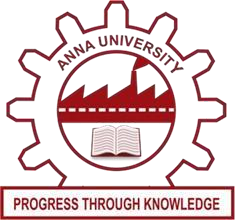 ANNA UNIVERSITY
PROGRESS THROUGH KNOWLEDGE